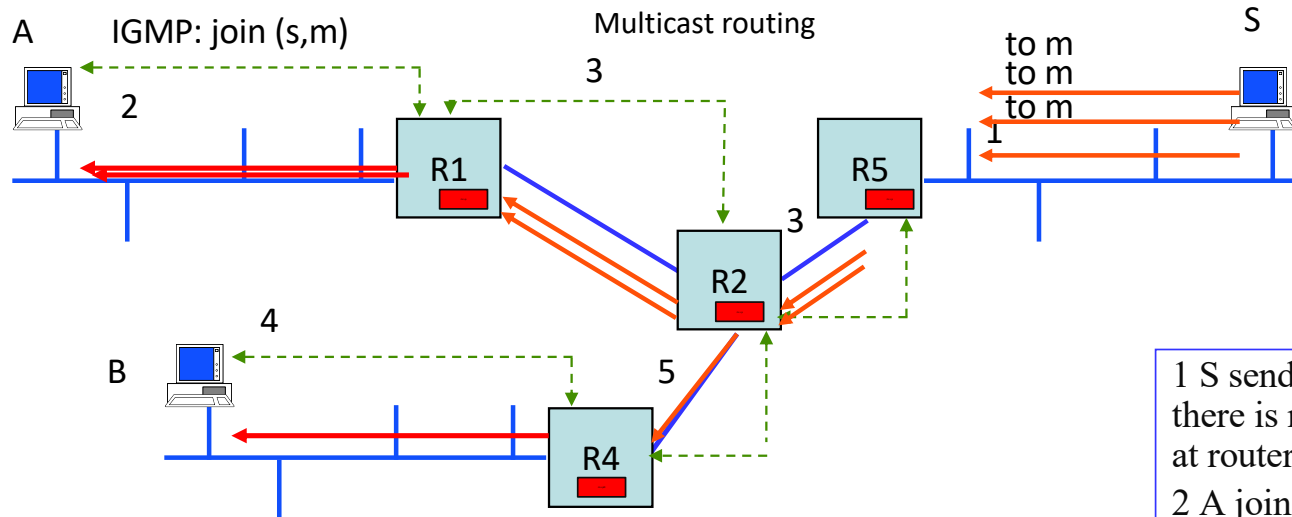 A
IGMP: join (s,m)
Multicast routing
S
to m
to m
to m
3
2
1
R1
R5
3
R2
4
B
5
R4
1 S send
there is
at router
2 A join